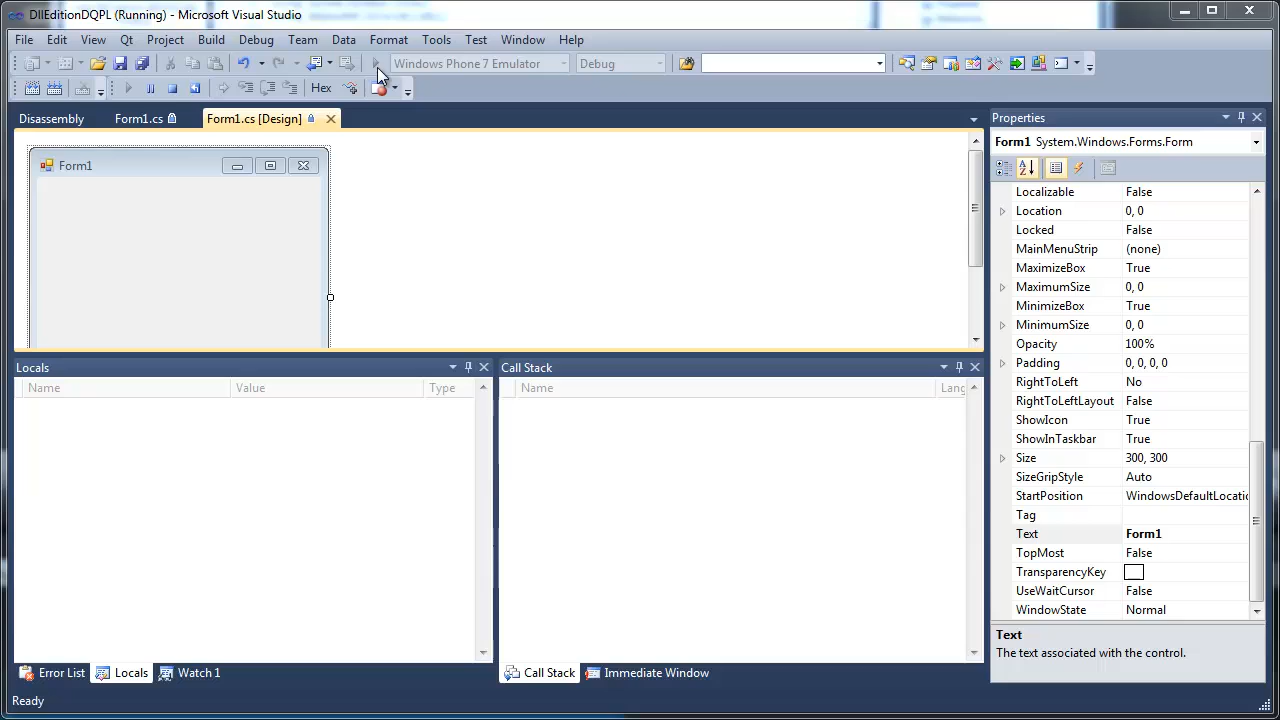 DllEditionDQPL (Running) - Microsoft Visual Studio
File Edit View Qt Project Build Debug Team Data Format Tools Test Window Help
Windows Phone 7 Emulator Debug
Hex
Disassembly Form1.cs Form1.cs [Design]
Form1
Locals
Name Value Type
Error List Locals Watch 1
Call Stack
Name Lang
Call Stack Immediate Window
Properties
Form1 System.Windows.Forms.Form
Localizable False
Location 0, 0
Locked False
MainMenuStrip (none)
MaximizeBox True
MaximumSize 0, 0
MinimizeBox True
MinimumSize 0, 0
Opacity 100%
Padding 0, 0, 0, 0
RightToLeft No
RightToLeftLayout False
ShowIcon True
ShowInTaskbar True
Size 300, 300
SizeGripStyle Auto
StartPosition WindowsDefaultLocatio
Tag
Text Form1
TopMost False
TransparencyKey
UseWaitCursor False
WindowState Normal
Text
The text associated with the control.
Ready